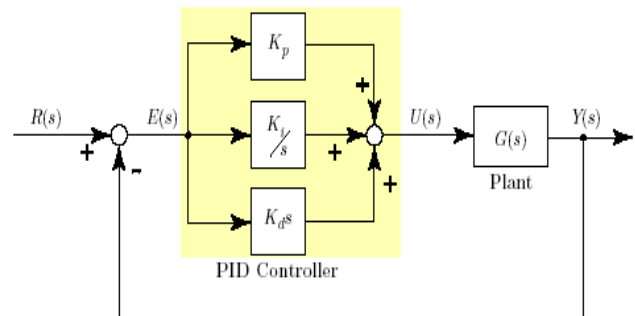 K_p
+
R(s)
E(s)
K_i/s
U(s)
G(s)
Y(s)
+
-
+
+
Plant
K_d s
PID Controller